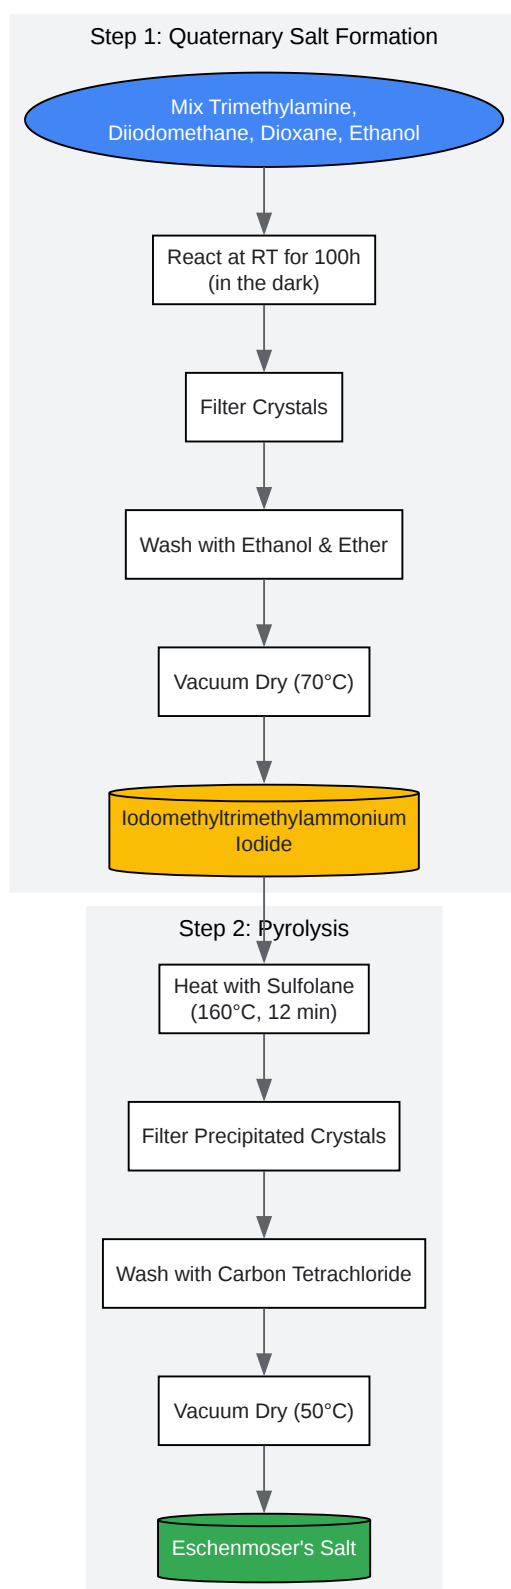 Step 1: Quaternary Salt Formation
Mix Trimethylamine,
Diiodomethane, Dioxane, Ethanol
React at RT for 100h
(in the dark)
Filter Crystals
Wash with Ethanol & Ether
Vacuum Dry (70°C)
Iodomethyltrimethylammonium
Iodide
Step 2: Pyrolysis
Heat with Sulfolane
(160°C, 12 min)
Filter Precipitated Crystals
Wash with Carbon Tetrachloride
Vacuum Dry (50°C)
Eschenmoser's Salt